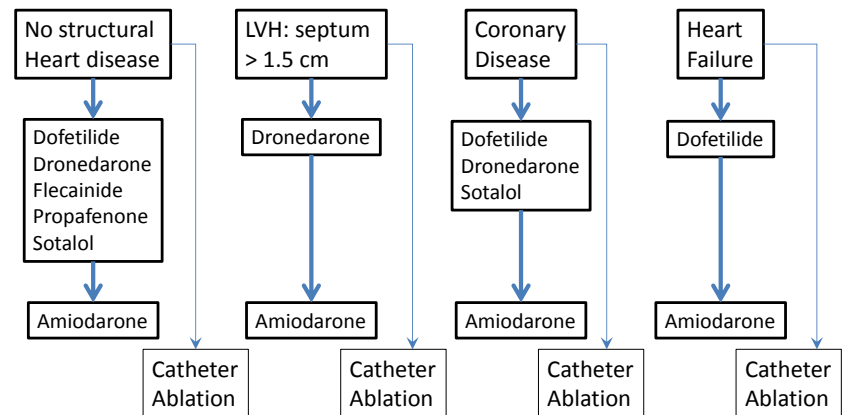 No structural
Heart disease
LVH: septum
> 1.5 cm
Coronary
Disease
Heart
Failure
Dofetilide
Dronedarone
Flecainide
Propafenone
Sotalol
Dronedarone
Dofetilide
Dronedarone
Sotalol
Dofetilide
Amiodarone
Amiodarone
Amiodarone
Amiodarone
Catheter
Ablation
Catheter
Ablation
Catheter
Ablation
Catheter
Ablation